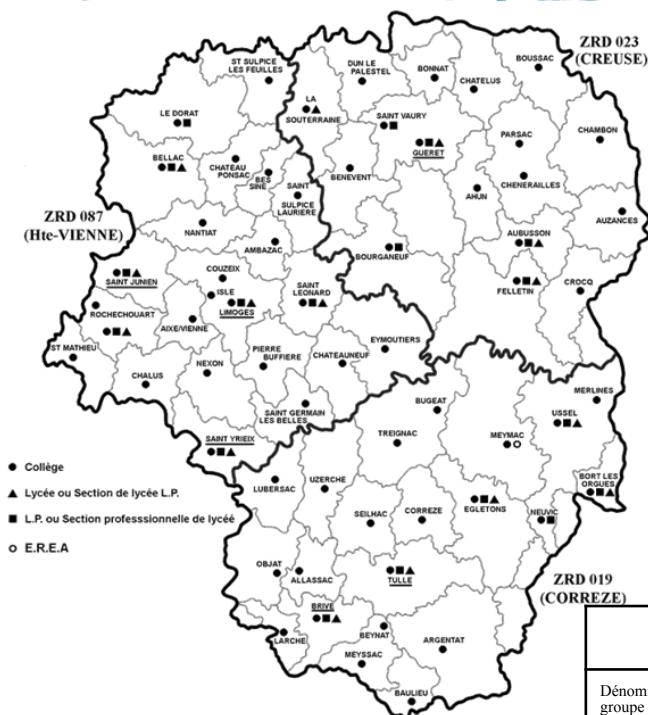 ZRD 023
(CREUSE)
ST SULPICE
LES FEUILLES
DUN LE
PALESTEL
BONNAT
BOUSSAC
CHATELUS
LA
SOUTERRAINE
LE DORAT
SAINT VAURY
GUERET
PARSAC
CHAMBON
BELLAC
CHATEAU
PONSAC
BES
SINE
SAINT
SULPICE
LAURIERE
BENEVENT
CHENERAILLES
AHUN
AUZANCES
ZRD 087
(Hte-VIENNE)
NANTIAT
AMBAZAC
BOURGANEUF
AUBUSSON
FELLETIN
CROCQ
SAINT JUNIEN
COUZEIX
ISLE
LIMOGES
SAINT
LEONARD
ROCHECHOUART
AIXE/VIENNE
ST MATHIEU
CHALUS
NEXON
PIERRE
BUFFIERE
CHATEAUNEUF
EYMOUTIERS
SAINT GERMAIN
LES BELLES
BUGEAT
MERLINES
SAINT YRIEIX
TREIGNAC
MEYMAC
USSEL
● Collège
▲ Lycée ou Section de lycée L.P.
■ L.P. ou Section professsionnelle de lycéé
○ E.R.E.A
LUBERSAC
UZERCHE
BORT LES
ORGUES
SEILHAC
CORREZE
EGLETONS
NEUVIC
OBJAT
ALLASSAC
TULLE
ZRD 019
(CORREZE)
BRIVE
LARCHE
BEYNAT
MEYSSAC
ARGENTAT
BAULIEU
Dénom
groupe